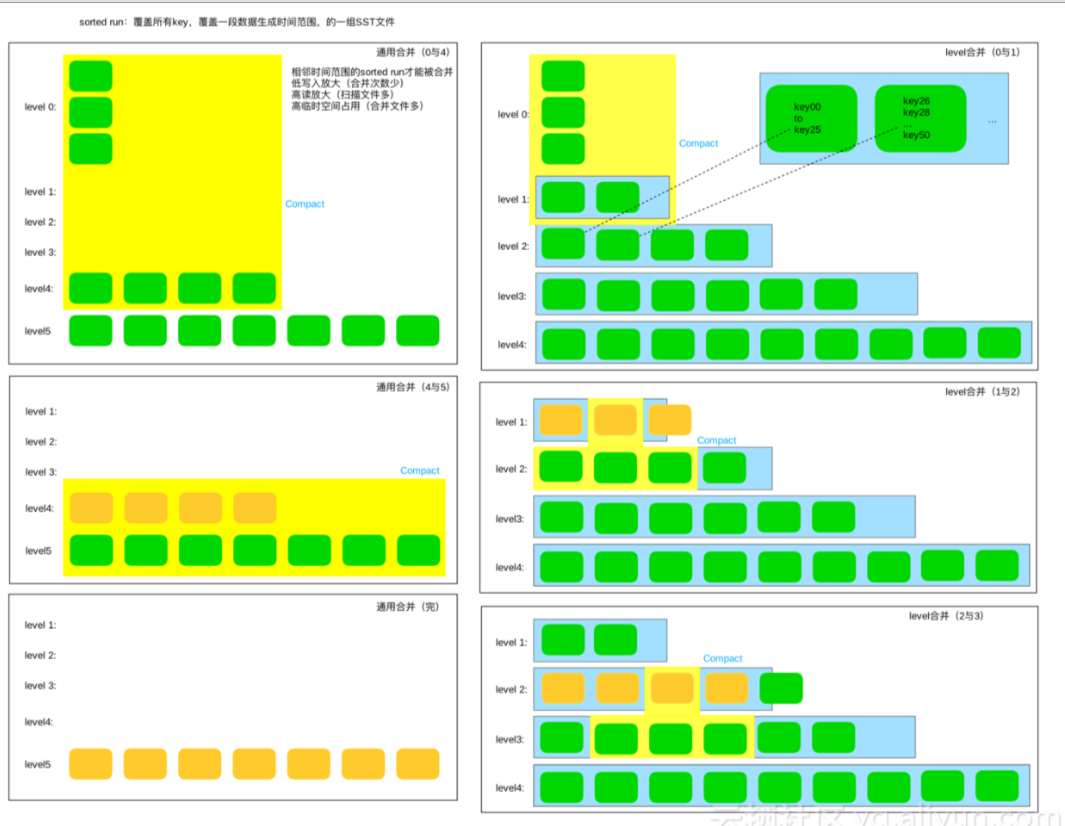 sorted run：覆盖所有key，覆盖一段数据生成时间范围，的一组SST文件
通用合并（0与4）
相邻时间范围的sorted run才能被合并
低写入放大（合并次数少）
高读放大（扫描文件多）
高临时空间占用（合并文件多）
level 0:
level 1:
Compact
level 2:
level 3:
level4:
level5
level合并（0与1）
level 0:
key00
to
key25
key26
key28
...
key50
...
Compact
level 1:
level 2:
level3:
level4:
通用合并（4与5）
level 1:
level 2:
level 3:
Compact
level4:
level5
level合并（1与2）
level 1:
Compact
level 2:
level3:
level4:
通用合并（完）
level 1:
level 2:
level 3:
level4:
level5
level合并（2与3）
level 1:
Compact
level 2:
level3:
level4:
云栖社区 yq.aliyun.com